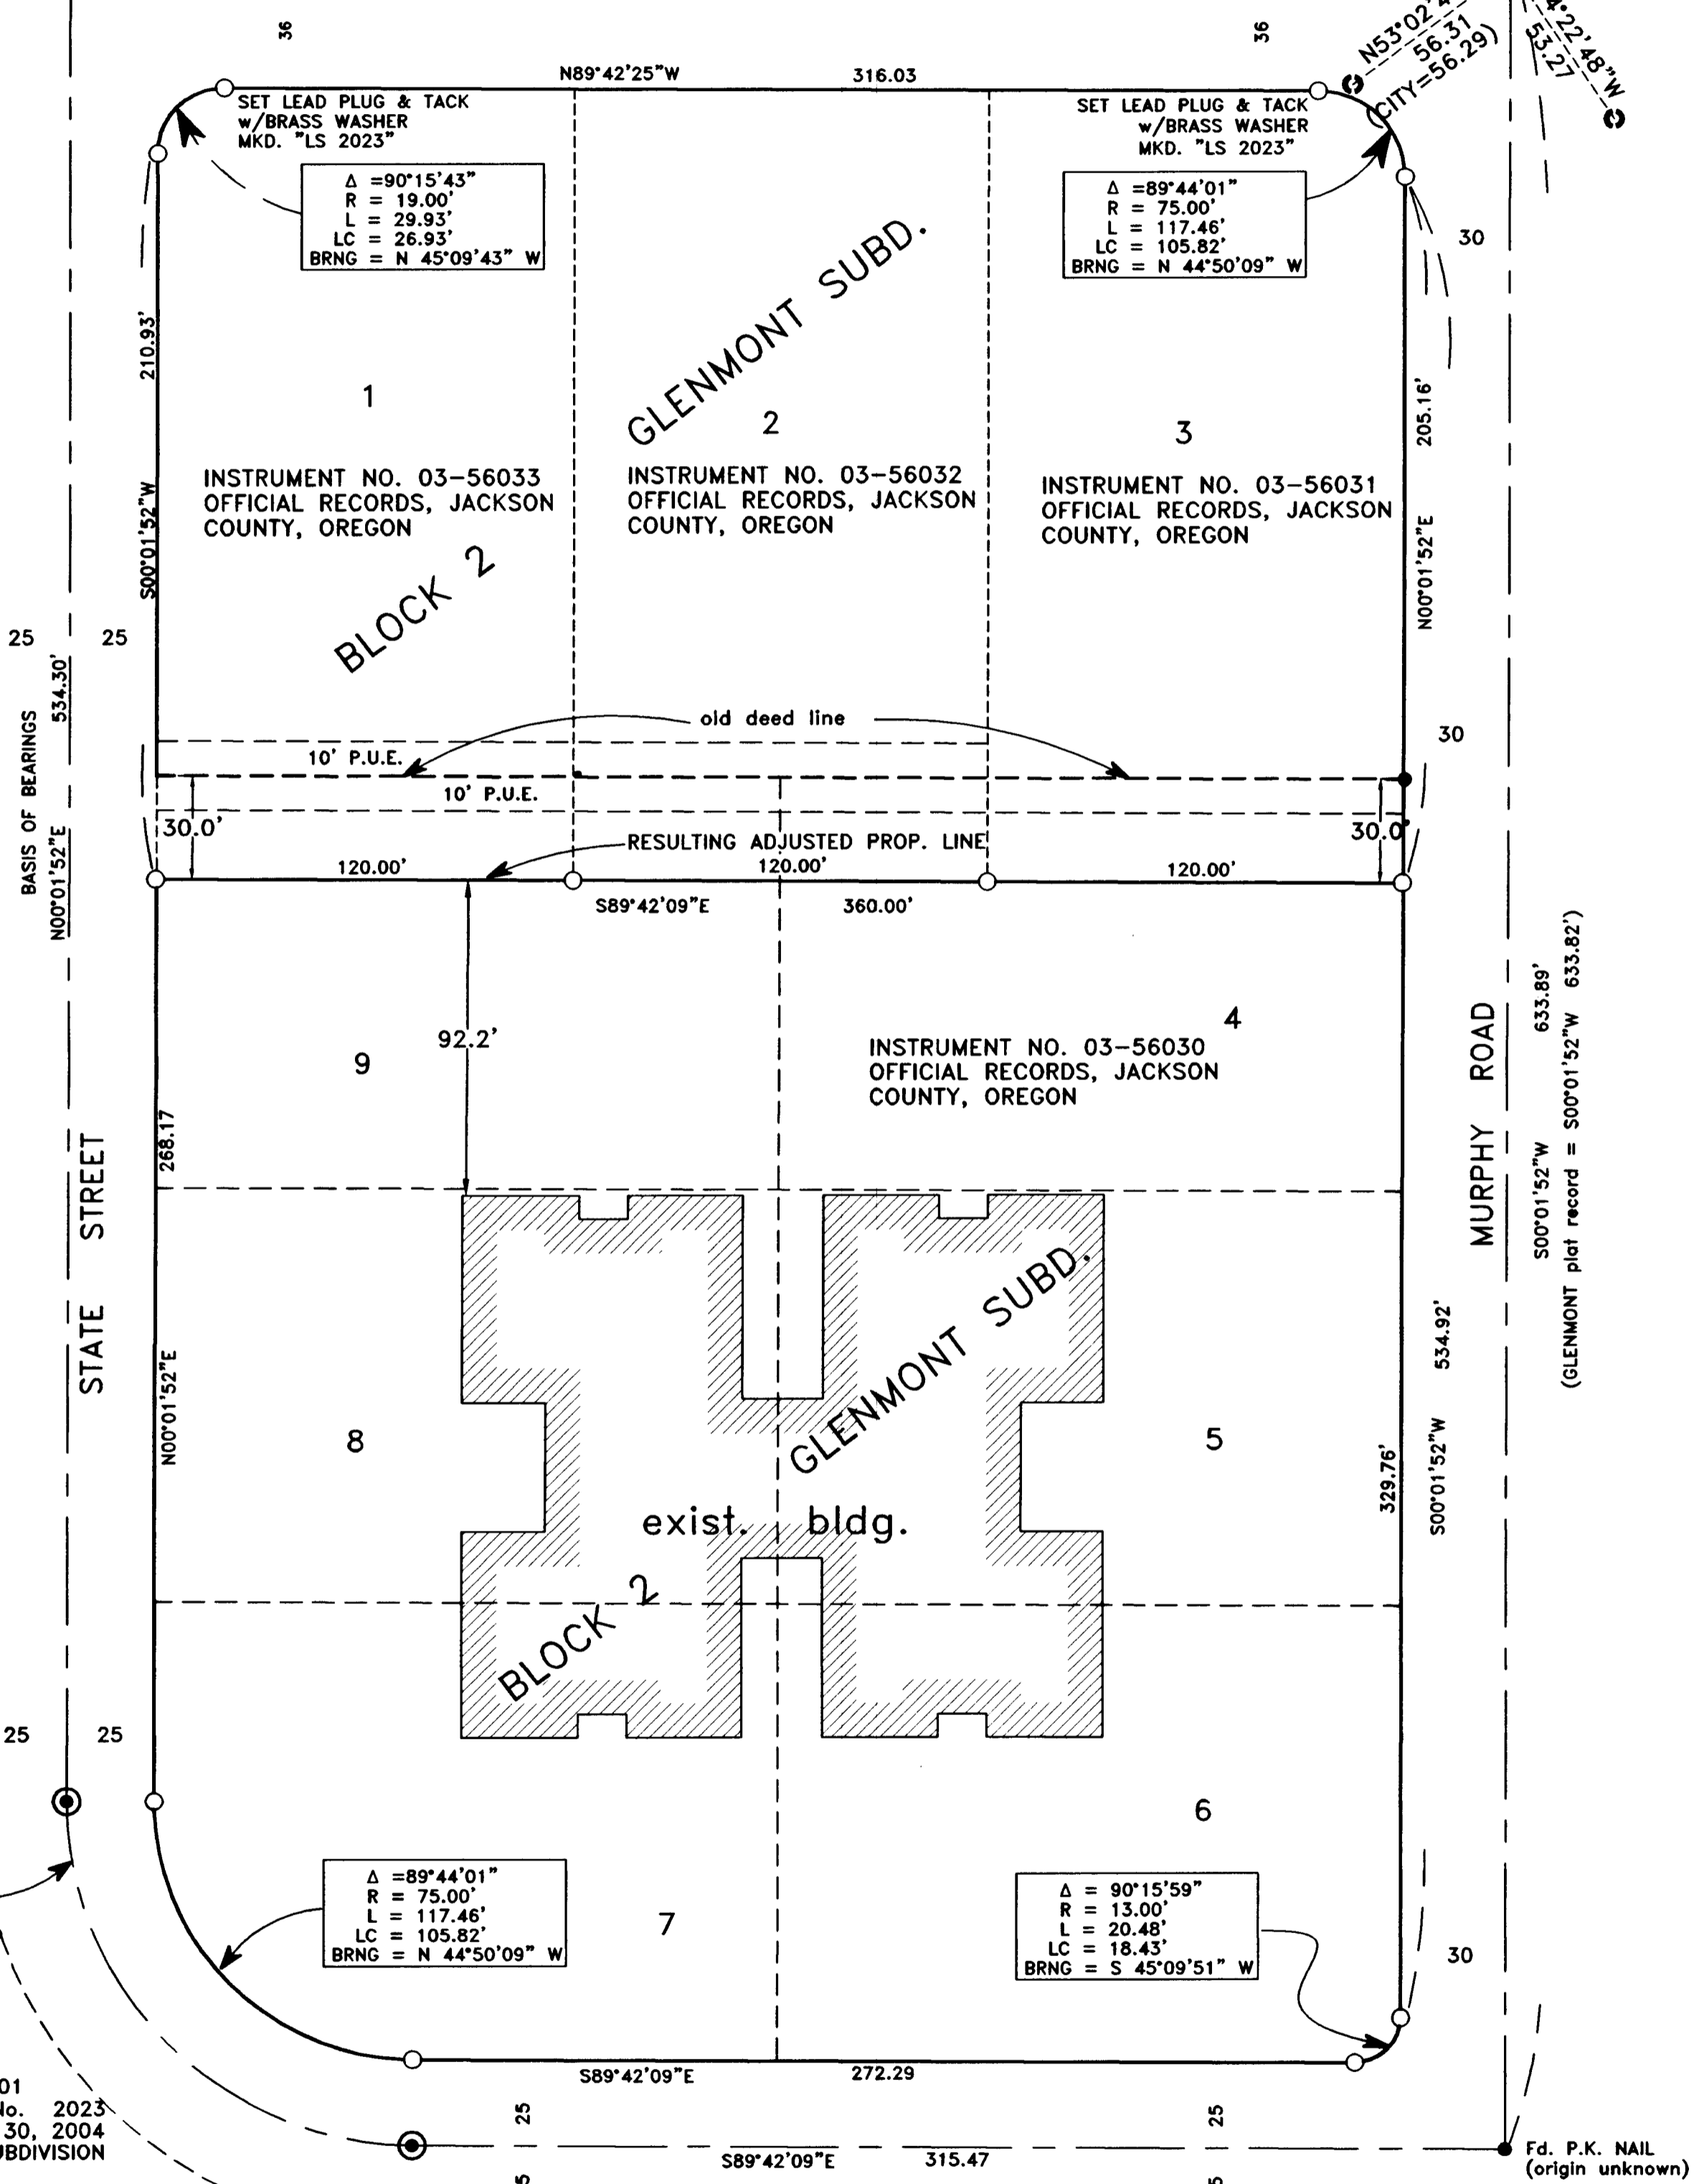 36
36
N53°02'4
56.31
(CITY=56.29)
4°22'48"W
53.27
N89°42'25"W 316.03
SET LEAD PLUG & TACK
w/BRASS WASHER
MKD. "LS 2023"
SET LEAD PLUG & TACK
w/BRASS WASHER
MKD. "LS 2023"
Δ =90°15'43"
R = 19.00'
L = 29.93'
LC = 26.93'
BRNG = N 45°09'43" W
Δ =89°44'01"
R = 75.00'
L = 117.46'
LC = 105.82'
BRNG = N 44°50'09" W
30
GLENMONT SUBD.
210.93'
S00°01'52"W
205.16'
N00°01'52"E
1
2
3
INSTRUMENT NO. 03-56033
OFFICIAL RECORDS, JACKSON
COUNTY, OREGON
INSTRUMENT NO. 03-56032
OFFICIAL RECORDS, JACKSON
COUNTY, OREGON
INSTRUMENT NO. 03-56031
OFFICIAL RECORDS, JACKSON
COUNTY, OREGON
BLOCK 2
25
25
BASIS OF BEARINGS
N00°01'52"E 534.30'
old deed line
30
10' P.U.E.
10' P.U.E.
30.0'
30.0'
RESULTING ADJUSTED PROP. LINE
120.00'
120.00'
120.00'
S89°42'09"E 360.00'
92.2'
9
4
INSTRUMENT NO. 03-56030
OFFICIAL RECORDS, JACKSON
COUNTY, OREGON
268.17
N00°01'52"E
STATE STREET
MURPHY ROAD
S00°01'52"W 633.89'
(GLENMONT plat record = S00°01'52"W 633.82')
GLENMONT SUBD.
8
5
329.76'
S00°01'52"W 534.92'
exist. bldg.
BLOCK 2
25
25
6
Δ =89°44'01"
R = 75.00'
L = 117.46'
LC = 105.82'
BRNG = N 44°50'09" W
7
Δ = 90°15'59"
R = 13.00'
L = 20.48'
LC = 18.43'
BRNG = S 45°09'51" W
30
S89°42'09"E 272.29
01
No. 2023
30, 2004
UBDIVISION
25
25
S89°42'09"E 315.47
Fd. P.K. NAIL
(origin unknown)